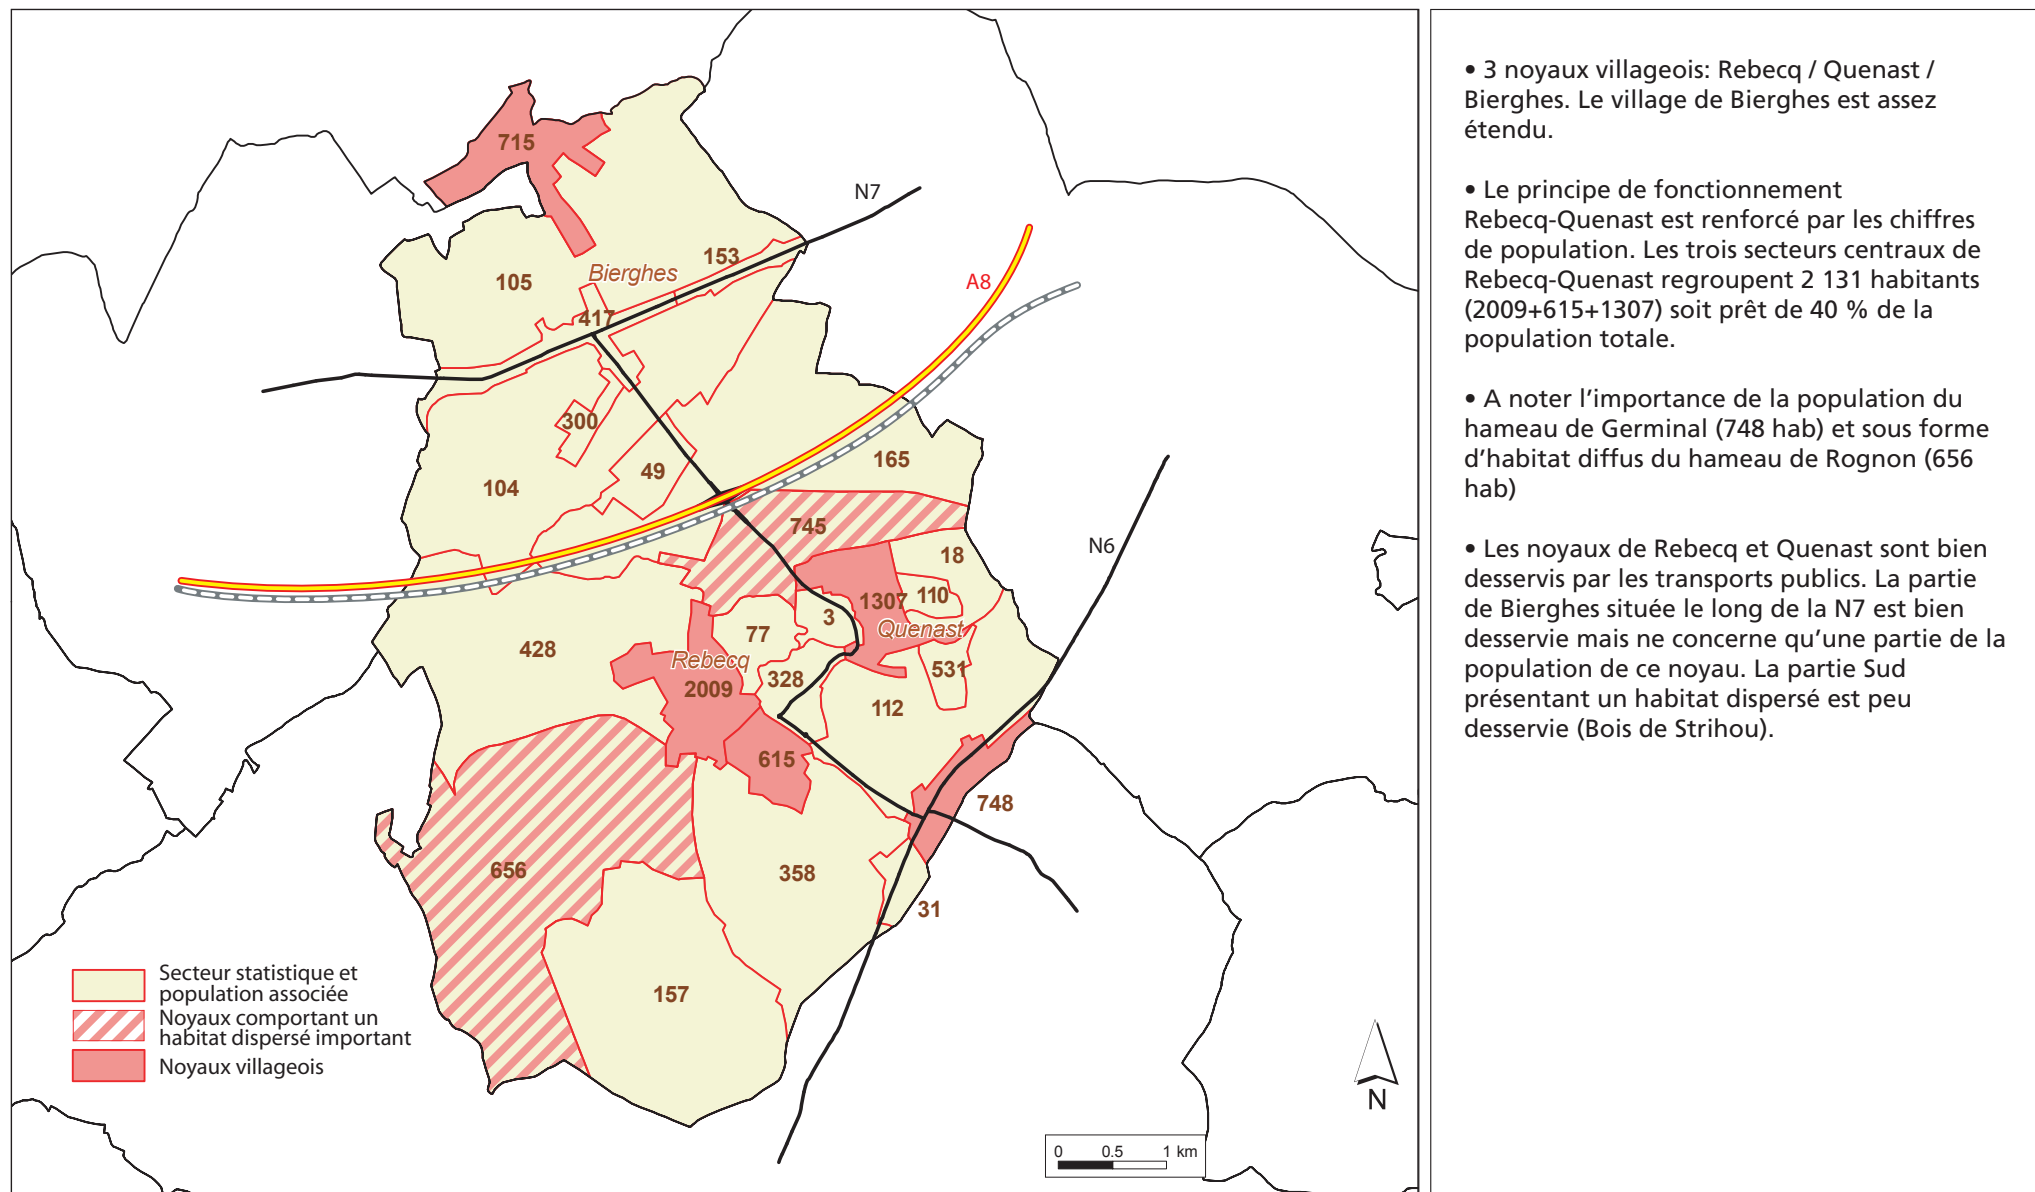 715
N7
153
Bierghes
105
A8
417
300
165
49
104
745
N6
18
110
1307
3
77
Quenast
428
Rebecq
531
328
2009
112
615
748
656
358
31
157
Secteur statistique et
population associée
Noyaux comportant un
habitat dispersé important
Noyaux villageois
N
0 0.5 1 km
• 3 noyaux villageois: Rebecq / Quenast /
Bierghes. Le village de Bierghes est assez
étendu.
• Le principe de fonctionnement
Rebecq-Quenast est renforcé par les chiffres
de population. Les trois secteurs centraux de
Rebecq-Quenast regroupent 2 131 habitants
(2009+615+1307) soit prêt de 40 % de la
population totale.
• A noter l’importance de la population du
hameau de Germinal (748 hab) et sous forme
d’habitat diffus du hameau de Rognon (656
hab)
• Les noyaux de Rebecq et Quenast sont bien
desservis par les transports publics. La partie
de Bierghes située le long de la N7 est bien
desservie mais ne concerne qu’une partie de la
population de ce noyau. La partie Sud
présentant un habitat dispersé est peu
desservie (Bois de Strihou).